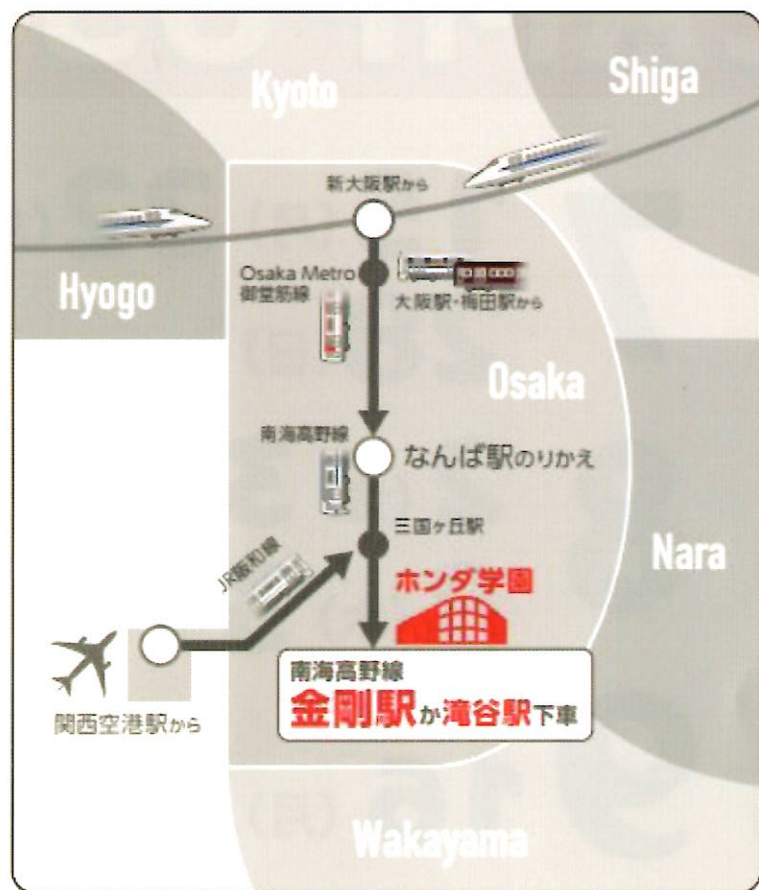 Kyoto
Shiga
新大阪駅から
Hyogo
Osaka Metro
御堂筋線
大阪駅・梅田駅から
Osaka
南海高野線
なんば駅のりかえ
三国ヶ丘駅
Nara
JR阪和線
ホンダ学園
南海高野線
金剛駅か滝谷駅下車
関西空港駅から
Wakayama